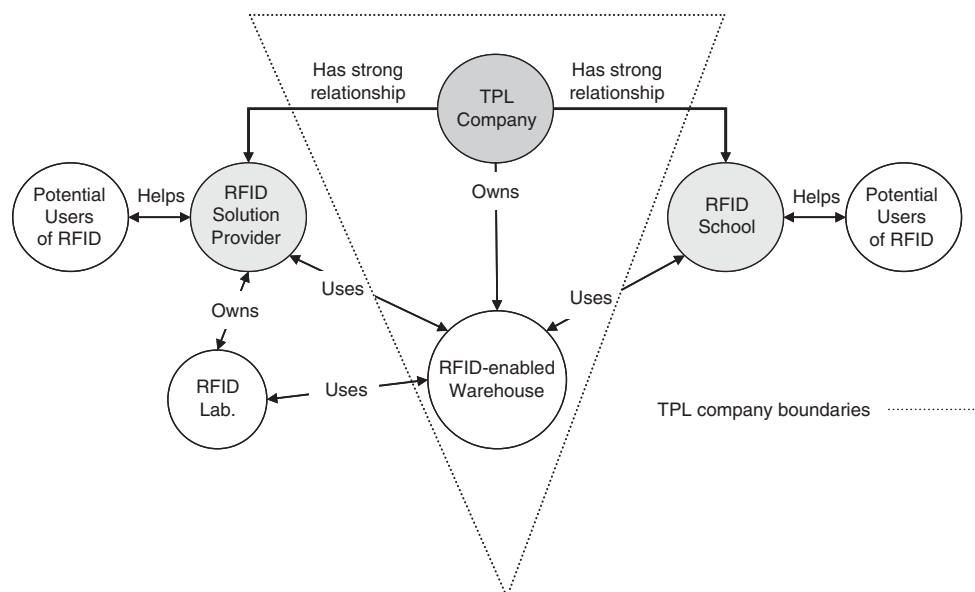 Has strong
relationship
TPL
Company
Has strong
relationship
Potential
Users
of RFID
Helps
RFID
Solution
Provider
Owns
RFID
School
Helps
Potential
Users
of RFID
Uses
Uses
Owns
RFID
Lab.
Uses
RFID-enabled
Warehouse
TPL company boundaries